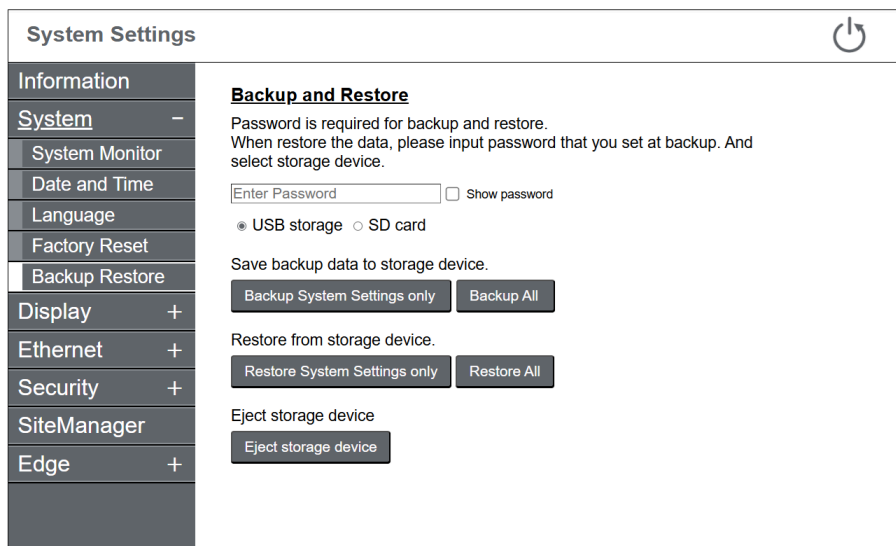 System Settings
Information
System −
System Monitor
Date and Time
Language
Factory Reset
Backup Restore
Display +
Ethernet +
Security +
SiteManager
Edge +
Backup and Restore
Password is required for backup and restore.
When restore the data, please input password that you set at backup. And
select storage device.
Enter Password Show password
USB storage SD card
Save backup data to storage device.
Backup System Settings only Backup All
Restore from storage device.
Restore System Settings only Restore All
Eject storage device
Eject storage device